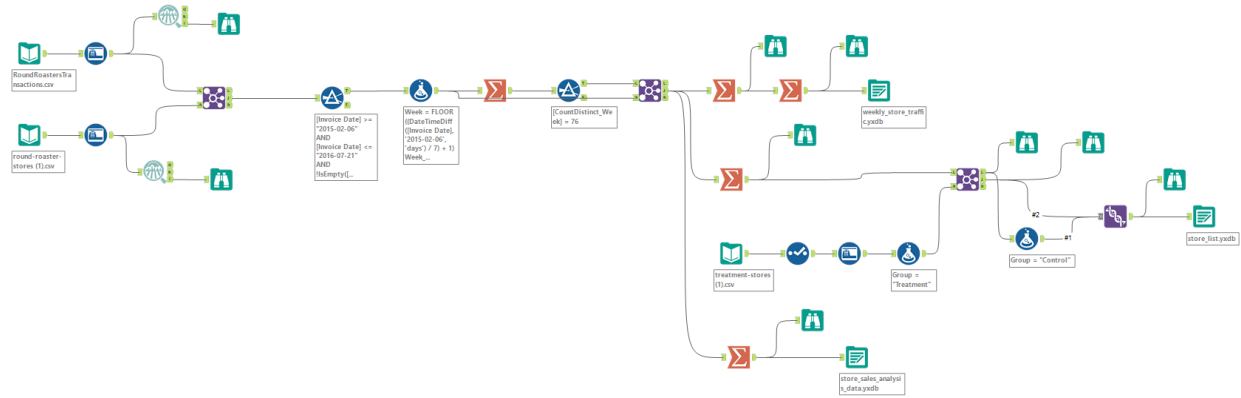 RoundRoastersTra
nsactions.csv
round-roaster-
stores (1).csv
[Invoice Date] >=
"2015-02-06"
AND
[Invoice Date] <=
"2016-07-21"
AND
!IsEmpty([...
Week = FLOOR
((DateTimeDiff
([Invoice Date],
'2015-02-06',
'days') / 7) + 1)
Week_...
[CountDistinct_We
ek] = 76
weekly_store_traffi
c.yxdb
treatment-stores
(1).csv
Group =
"Treatment"
#2
#1
Group = "Control"
store_list.yxdb
store_sales_analysi
s_data.yxdb